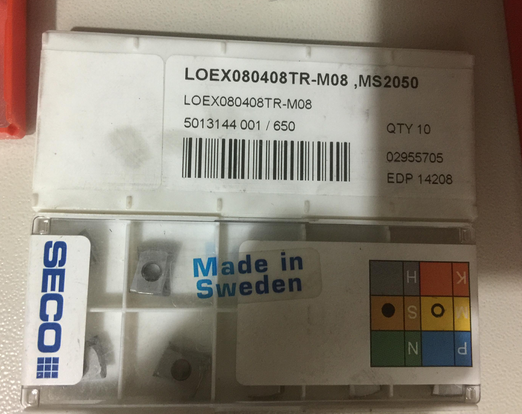 LOEX080408TR-M08 ,MS2050
LOEX080408TR-M08
5013144 001 / 650
QTY 10
02955705
EDP 14208
SECO
Made in
Sweden
H K
S M
N P